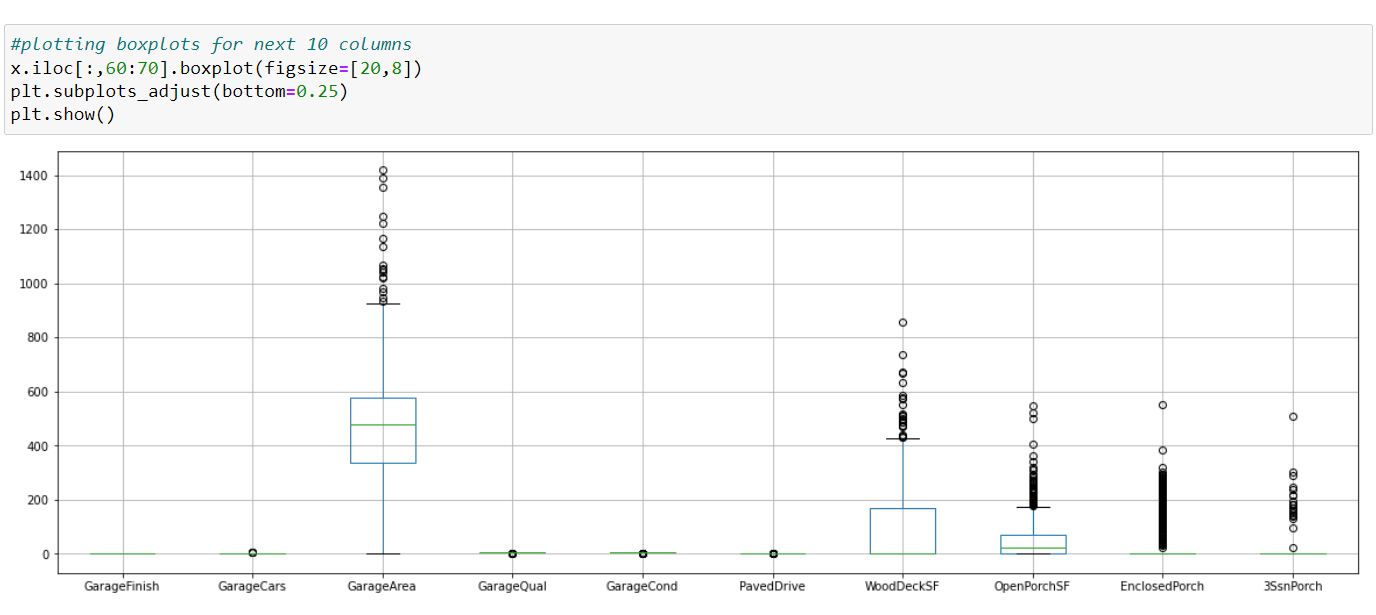 #plotting boxplots for next 10 columns
x.iloc[:,60:70].boxplot(figsize=[20,8])
plt.subplots_adjust(bottom=0.25)
plt.show()
1400
1200
1000
800
600
400
200
0
GarageFinish GarageCars GarageArea GarageQual GarageCond PavedDrive WoodDeckSF OpenPorchSF EnclosedPorch 3SsnPorch